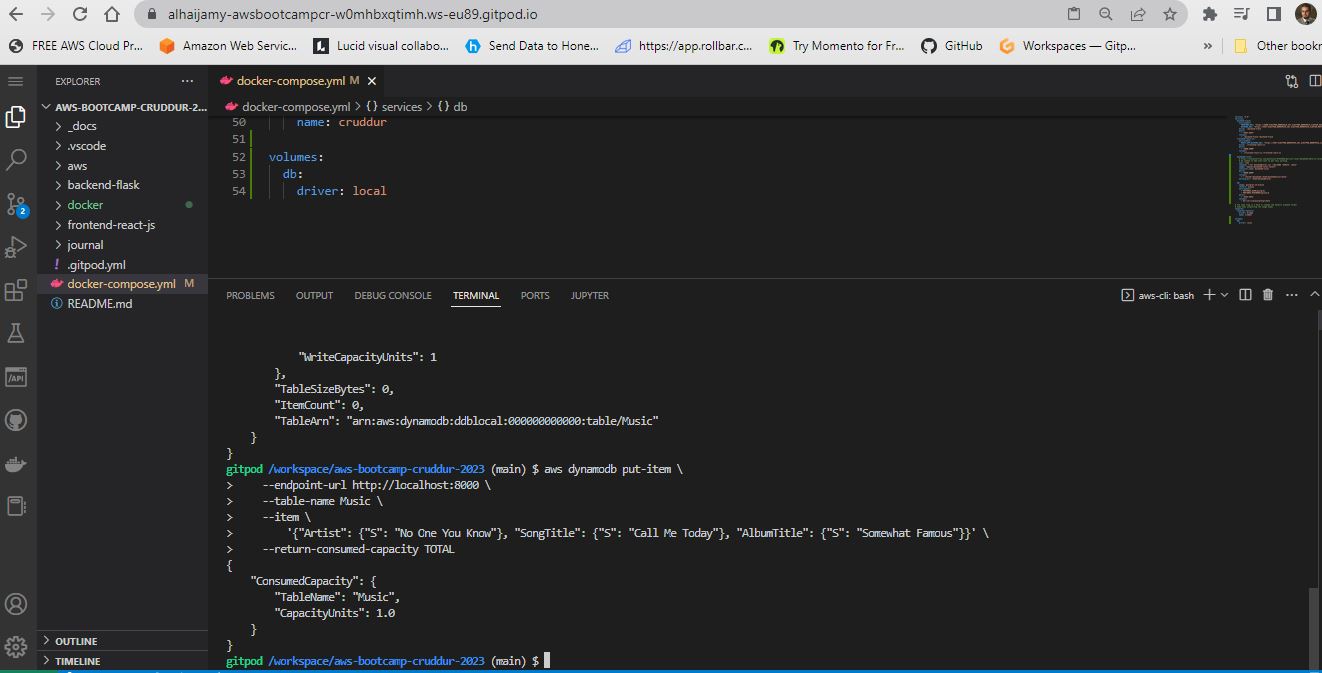 alhaijamy-awsbootcampcr-w0mhbxqtimh.ws-eu89.gitpod.io
FREE AWS Cloud Pr... Amazon Web Servic... Lucid visual collabo... Send Data to Hone... https://app.rollbar.c... Try Momento for Fr... GitHub Workspaces — Gitp... » Other bookr
EXPLORER ...
docker-compose.yml M
docker-compose.yml > {} services > {} db
AWS-BOOTCAMP-CRUDDUR-2...
_docs
.vscode
aws
backend-flask
docker
frontend-react-js
journal
.gitpod.yml
docker-compose.yml M
README.md
2
/API
OUTLINE
TIMELINE
50 name: cruddur
51
52 volumes:
53 db:
54 driver: local
PROBLEMS OUTPUT DEBUG CONSOLE TERMINAL PORTS JUPYTER
aws-cli: bash
"WriteCapacityUnits": 1
},
"TableSizeBytes": 0,
"ItemCount": 0,
"TableArn": "arn:aws:dynamodb:ddblocal:000000000000:table/Music"
}
}
gitpod /workspace/aws-bootcamp-cruddur-2023 (main) $ aws dynamodb put-item \
> --endpoint-url http://localhost:8000 \
> --table-name Music \
> --item \
> '{"Artist": {"S": "No One You Know"}, "SongTitle": {"S": "Call Me Today"}, "AlbumTitle": {"S": "Somewhat Famous"}}' \
> --return-consumed-capacity TOTAL
{
"ConsumedCapacity": {
"TableName": "Music",
"CapacityUnits": 1.0
}
}
gitpod /workspace/aws-bootcamp-cruddur-2023 (main) $